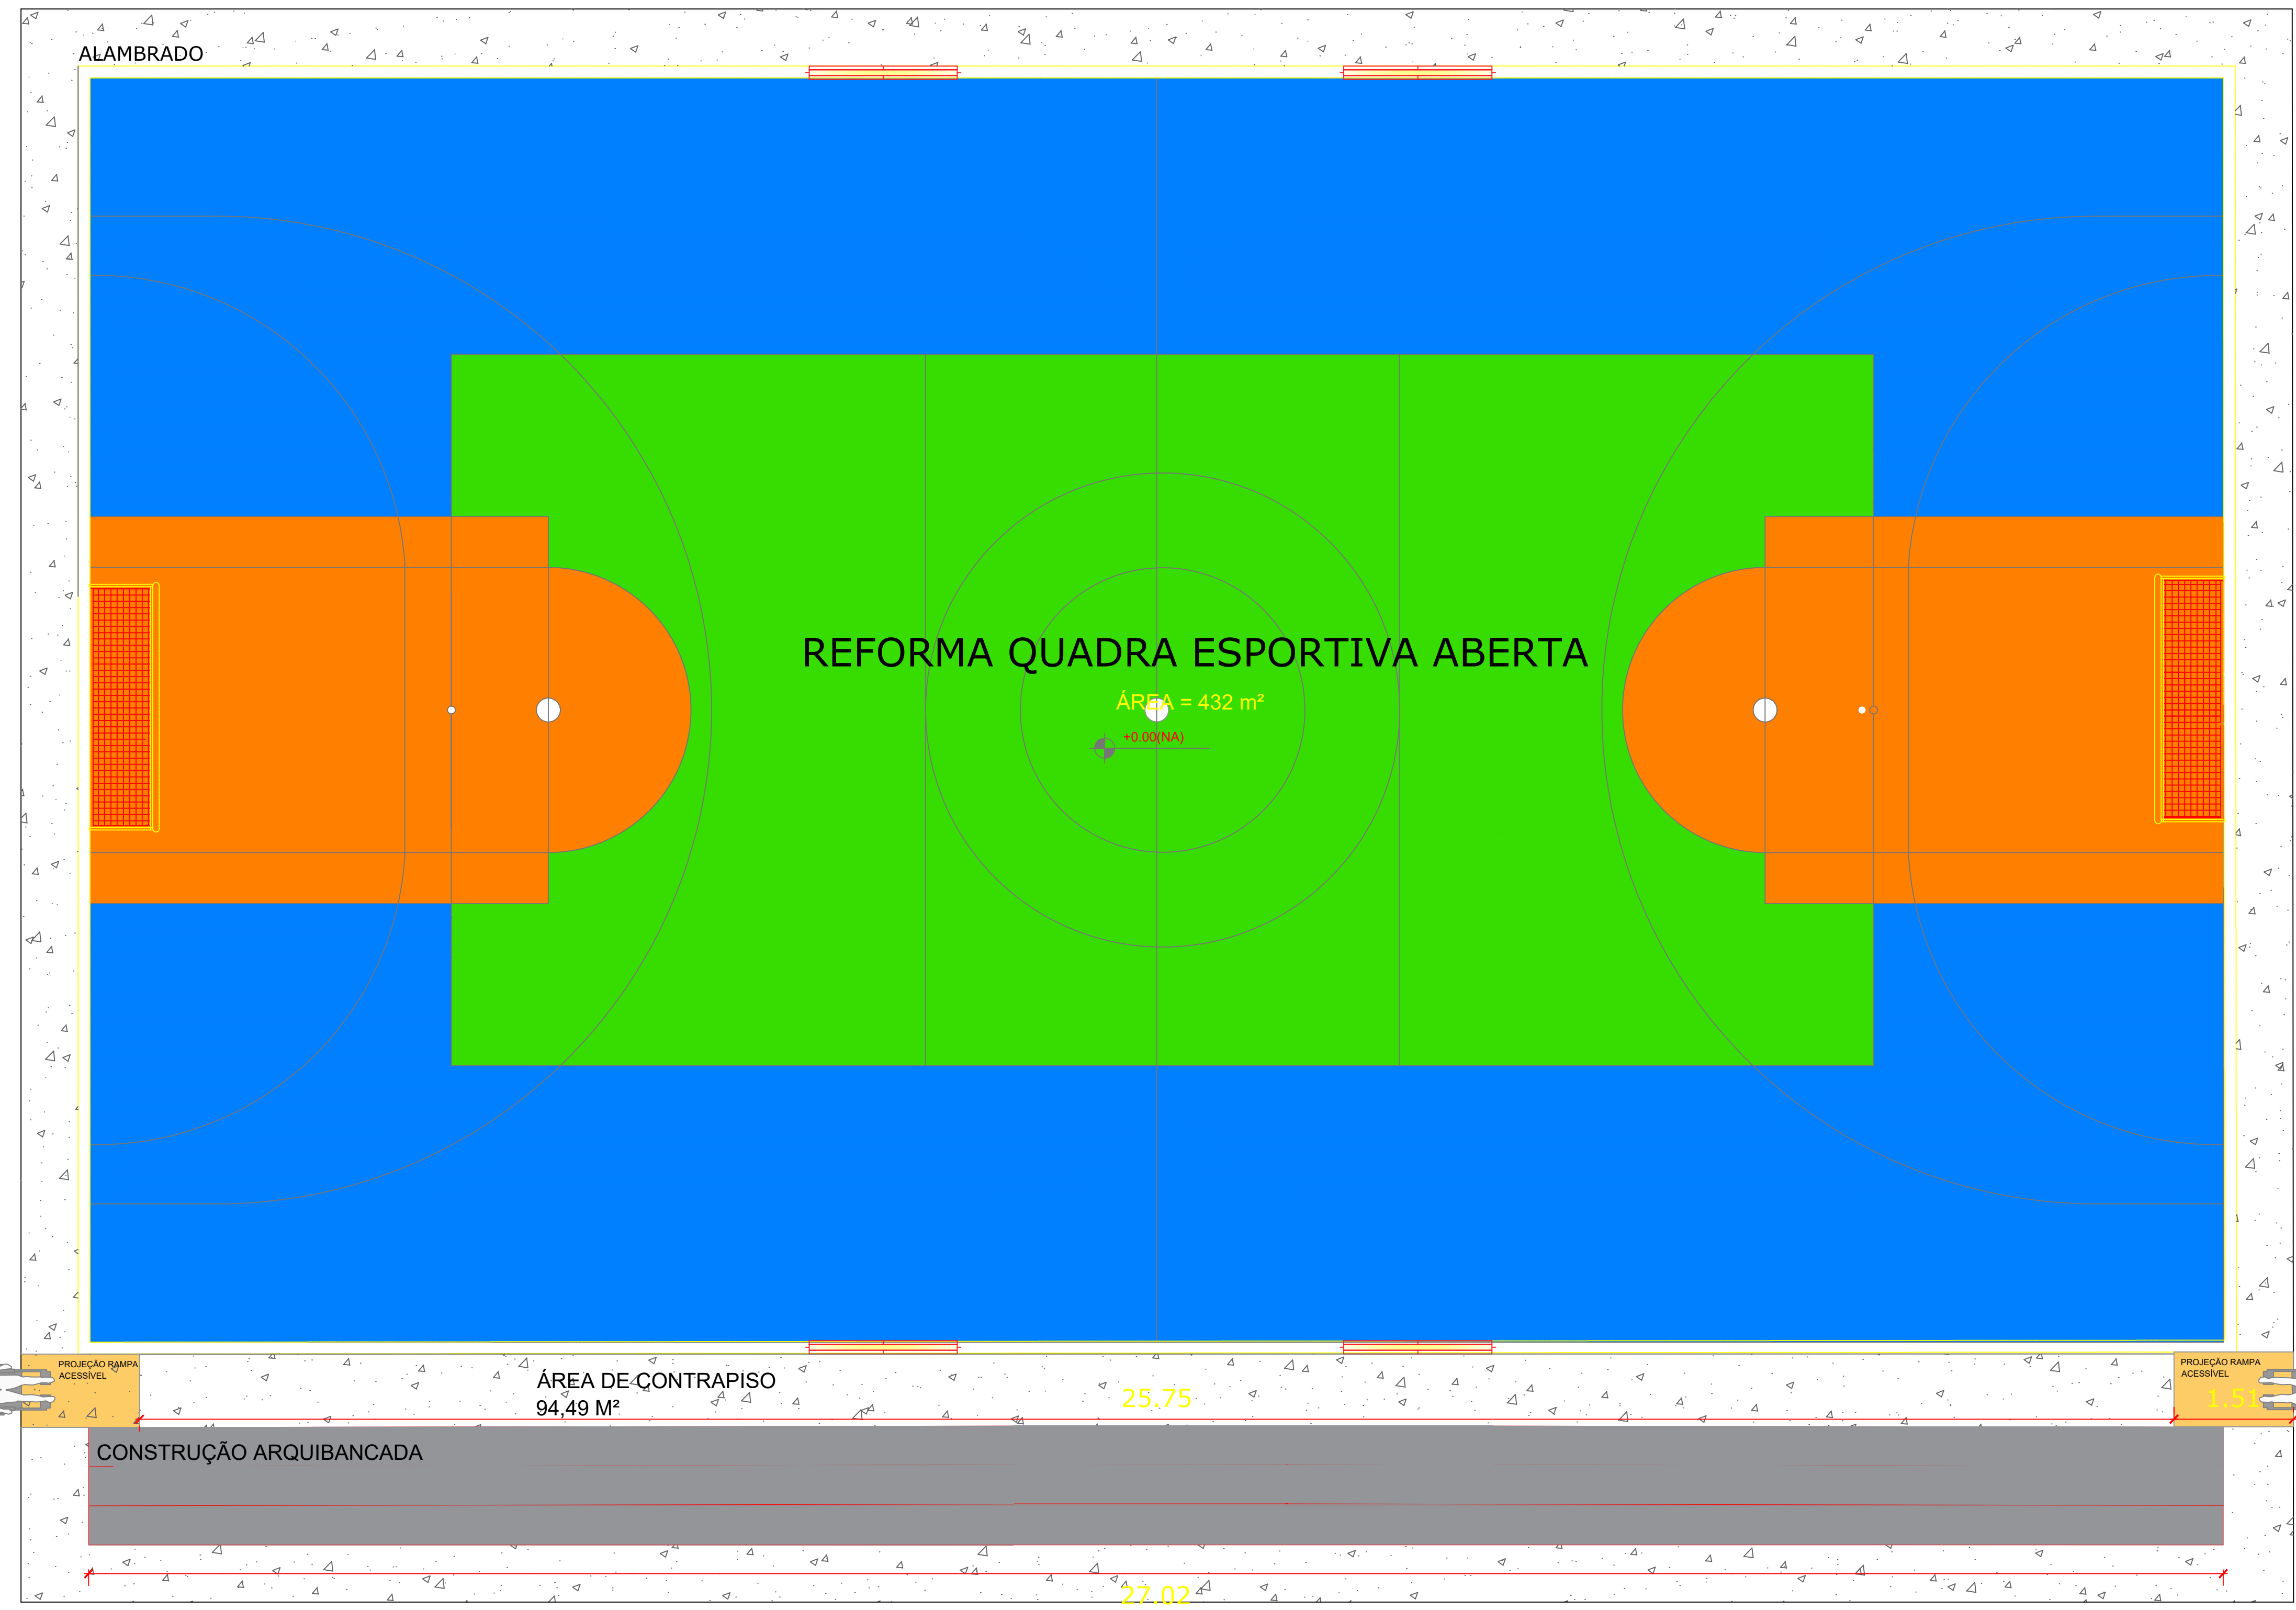 ALAMBRADO
REFORMA QUADRA ESPORTIVA ABERTA
ÁREA = 432 m²
+0.00(NA)
PROJEÇÃO RAMPA
ACESSÍVEL
ÁREA DE CONTRAPISO
94,49 M²
25.75
PROJEÇÃO RAMPA
ACESSÍVEL
1.51
CONSTRUÇÃO ARQUIBANCADA
27.02